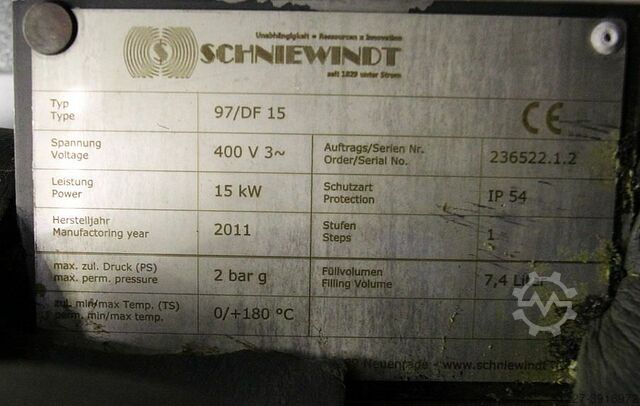 Unabhängigkeit • Ressourcen • Innovation
SCHNIEWINDT
seit 1829 unter Strom
Typ
Type
97/DF 15
CE
Spannung
Voltage
400 V 3~
Auftrags/Serien Nr.
Order/Serial No.
236522.1.2
Leistung
Power
15 kW
Schutzart
Protection
IP 54
Herstelljahr
Manufactoring year
2011
Stufen
Steps
1
max. zul. Druck (PS)
max. perm. pressure
2 bar g
Füllvolumen
Filling Volume
7,4 Liter
zul. min/max Temp. (TS)
perm. min/max temp.
0/+180 °C
Neuenrade - www.schniewindt